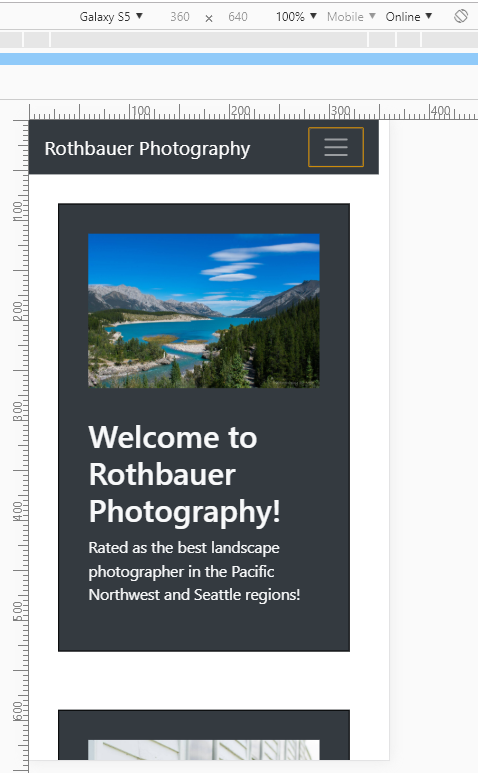 Galaxy S5 ▼ 360 × 640 100% ▼ Mobile ▼ Online ▼
100 200 300 400
Rothbauer Photography
100
200
300
Welcome to
Rothbauer
400
Photography!
Rated as the best landscape
photographer in the Pacific
Northwest and Seattle regions!
500
600